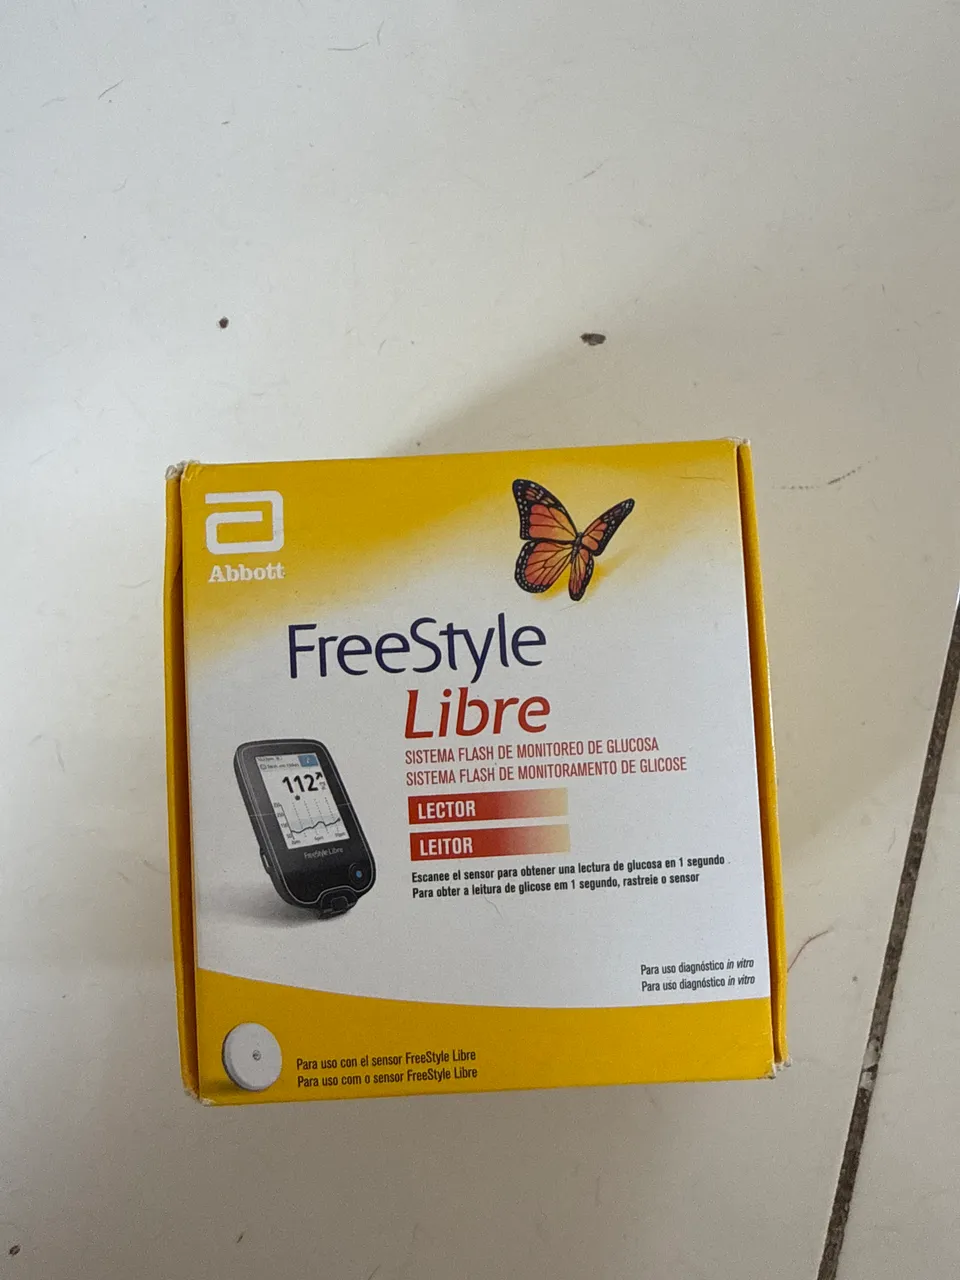 Abbott
FreeStyle
Libre
SISTEMA FLASH DE MONITOREO DE GLUCOSA
SISTEMA FLASH DE MONITORAMENTO DE GLICOSE
LECTOR
LEITOR
Escanee el sensor para obtener una lectura de glucosa en 1 segundo.
Para obter a leitura de glicose em 1 segundo, rastreie o sensor
112
FreeStyle Libre
Para uso diagnóstico in vitro
Para uso diagnóstico in vitro
Para uso con el sensor FreeStyle Libre
Para uso com o sensor FreeStyle Libre